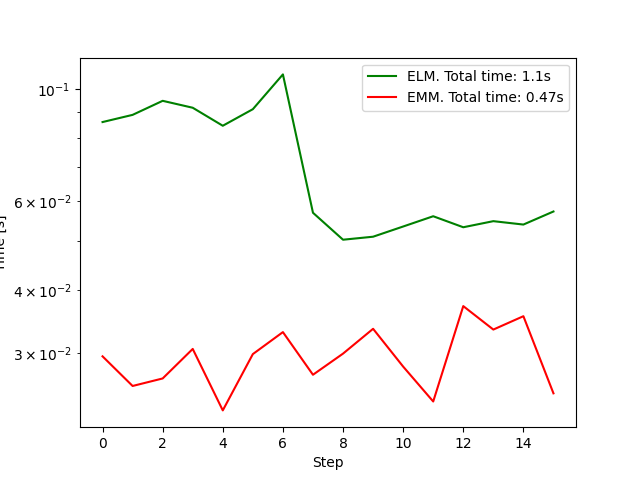 ELM. Total time: 1.1s
EMM. Total time: 0.47s
10⁻¹
6 × 10⁻²
4 × 10⁻²
3 × 10⁻²
Time [s]
0 2 4 6 8 10 12 14
Step